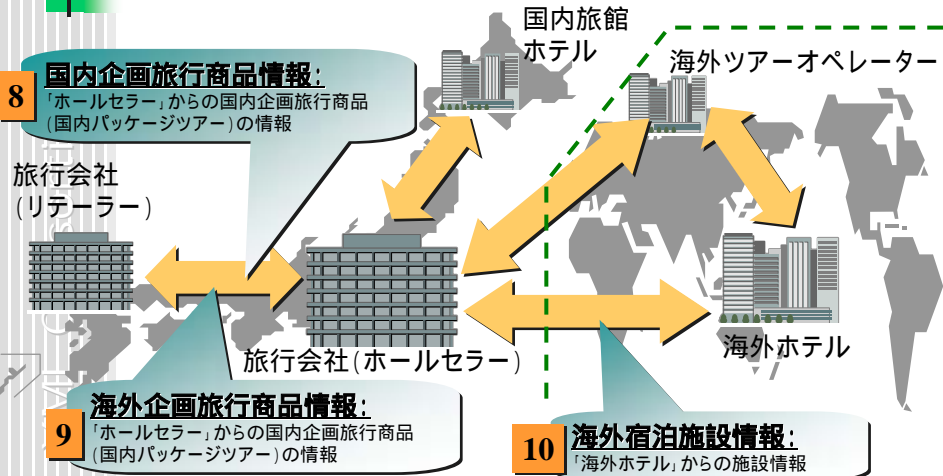 国内旅館
ホテル
海外ツアーオペレーター
8
国内企画旅行商品情報:
「ホールセラー」からの国内企画旅行商品
(国内パッケージツアー)の情報
旅行会社
(リテーラー)
旅行会社(ホールセラー)
海外ホテル
9
海外企画旅行商品情報:
「ホールセラー」からの国内企画旅行商品
(国内パッケージツアー)の情報
10
海外宿泊施設情報:
「海外ホテル」からの施設情報